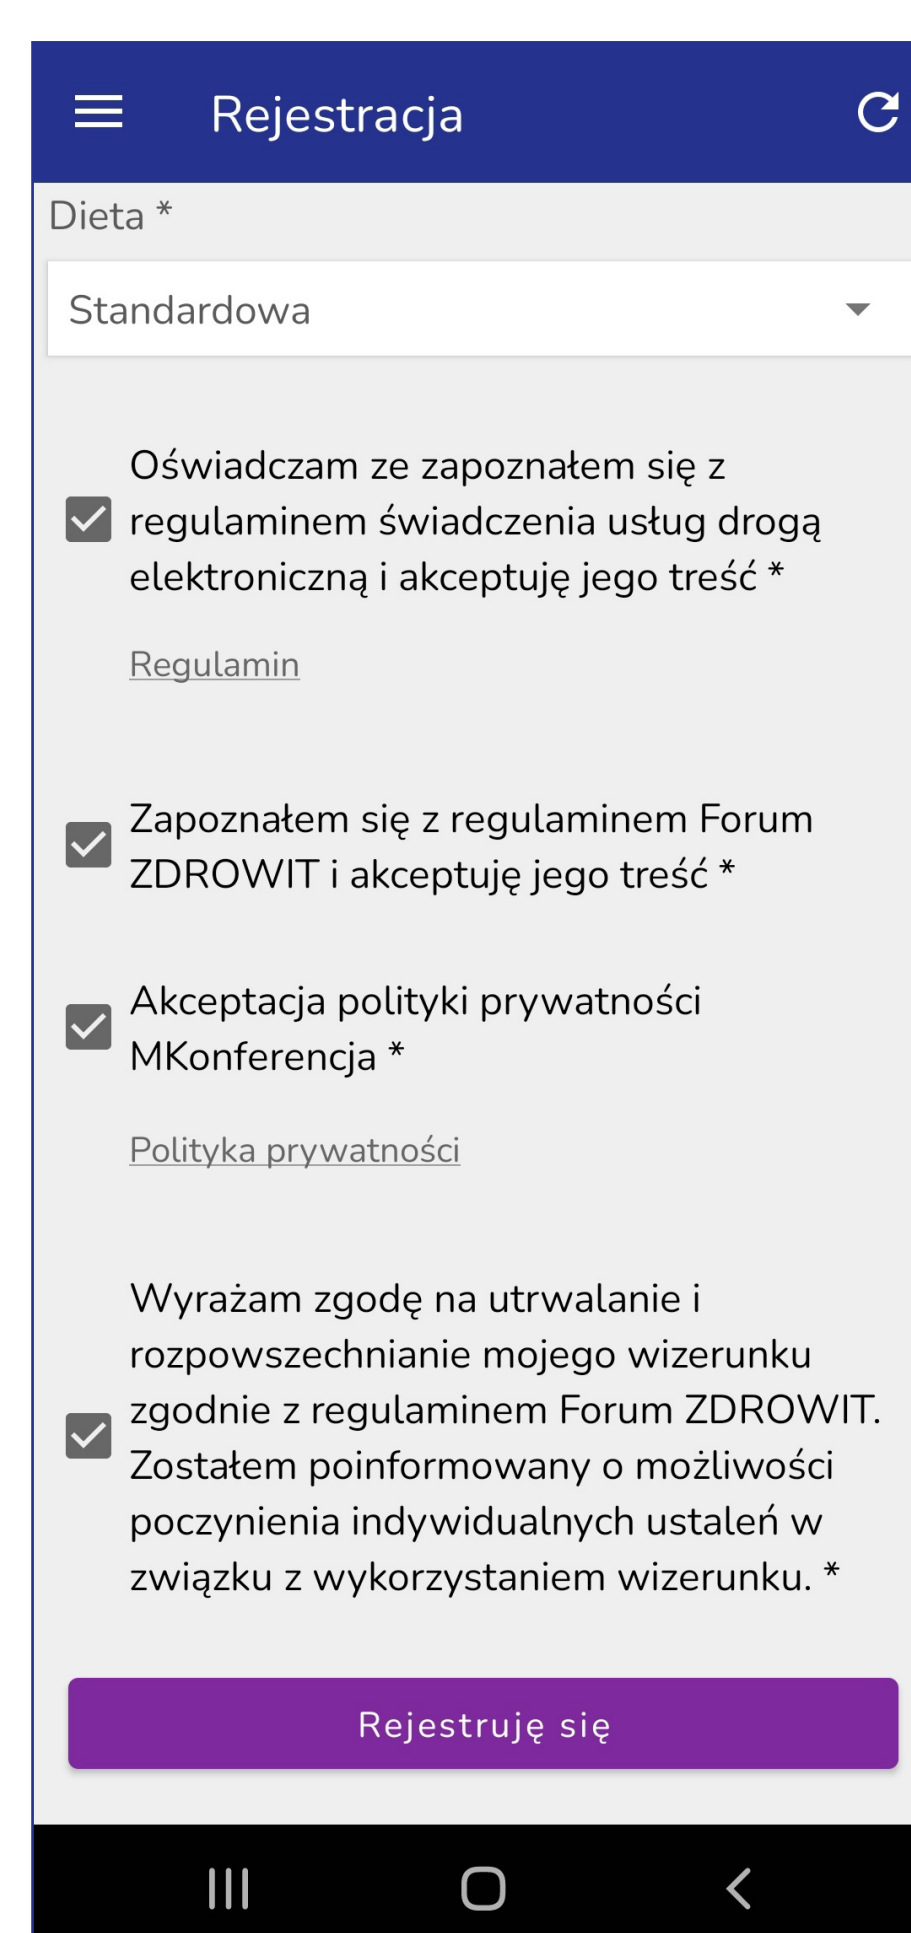 Rejestracja
Dieta *
Standardowa
Oświadczam ze zapoznałem się z
regulaminem świadczenia usług drogą
elektroniczną i akceptuję jego treść *
Regulamin
Zapoznałem się z regulaminem Forum
ZDROWIT i akceptuję jego treść *
Akceptacja polityki prywatności
MKonferencja *
Polityka prywatności
Wyrażam zgodę na utrwalanie i
rozpowszechnianie mojego wizerunku
zgodnie z regulaminem Forum ZDROWIT.
Zostałem poinformowany o możliwości
poczynienia indywidualnych ustaleń w
związku z wykorzystaniem wizerunku. *
Rejestruję się